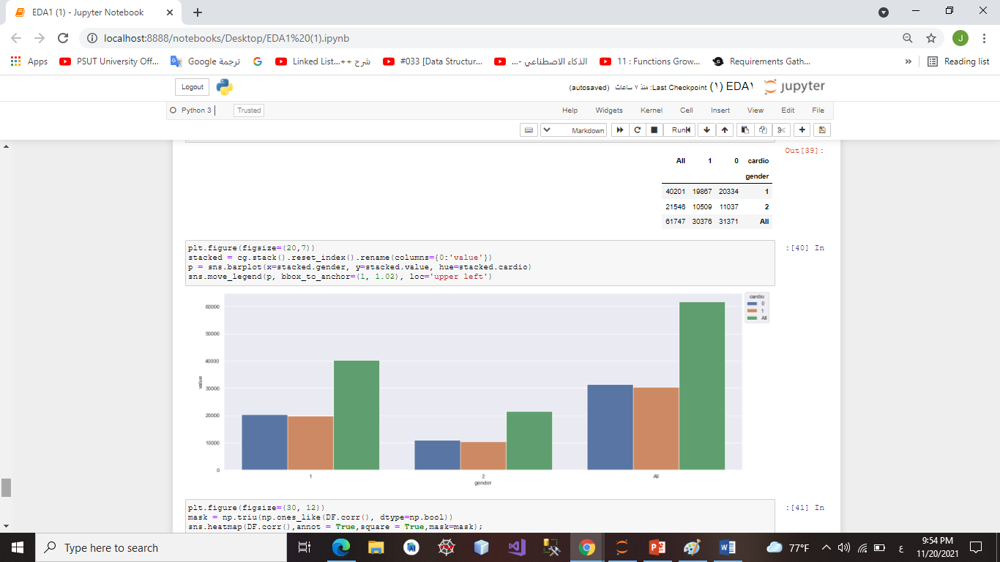 EDA1 (1) - Jupyter Notebook
localhost:8888/notebooks/Desktop/EDA1%20(1).ipynb
Apps
PSUT University Off...
ترجمة Google
Linked List...++ شرح
#033 [Data Structur...
الذكاء الاصطناعي -...
11 : Functions Grow...
Requirements Gath...
»
Reading list
jupyter
EDA١ (١)
Last Checkpoint: منذ ٧ ساعات
(autosaved)
Logout
File
Edit
View
Insert
Cell
Kernel
Widgets
Help
Trusted
Python 3
Run
Markdown
Out[39]:
All 1 0 cardio
gender
40201 19867 20334 1
21546 10509 11037 2
61747 30376 31371 All
:[40] In
plt.figure(figsize=(20,7))
stacked = cg.stack().reset_index().rename(columns={0:'value'})
p = sns.barplot(x=stacked.gender, y=stacked.value, hue=stacked.cardio)
sns.move_legend(p, bbox_to_anchor=(1, 1.02), loc='upper left')
cardio
0
1
All
60000
50000
40000
30000
20000
10000
0
value
1
2
All
gender
:[41] In
plt.figure(figsize=(30, 12))
mask = np.triu(np.ones_like(DF.corr(), dtype=np.bool))
sns.heatmap(DF.corr(),annot = True,square = True,mask=mask);
Type here to search
77°F
ع
9:54 PM
11/20/2021